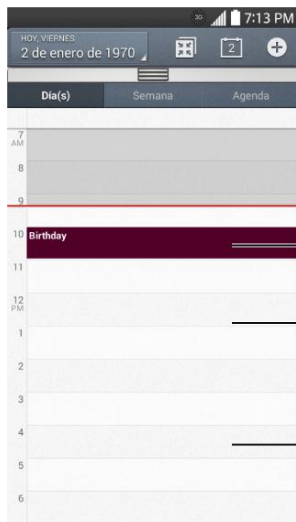 3G 7:13 PM
HOY, VIERNES
2 de enero de 1970
2
Día(s) Semana Agenda
7
AM
8
9
10 Birthday
11
12
PM
1
2
3
4
5
6